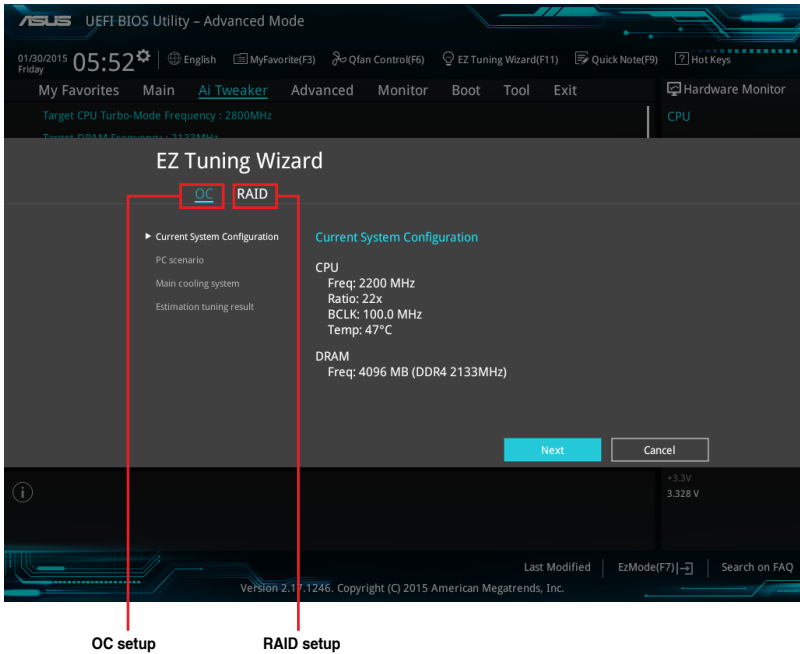 ASUS UEFI BIOS Utility – Advanced Mode
01/30/2015
Friday
05:52
English
MyFavorite(F3)
Qfan Control(F6)
EZ Tuning Wizard(F11)
Quick Note(F9)
? Hot Keys
My Favorites Main Ai Tweaker Advanced Monitor Boot Tool Exit
Hardware Monitor
Target CPU Turbo-Mode Frequency : 2800MHz
CPU
Target DRAM Frequency : 2133MHz
EZ Tuning Wizard
OC RAID
Current System Configuration
PC scenario
Main cooling system
Estimation tuning result
Current System Configuration
CPU
Freq: 2200 MHz
Ratio: 22x
BCLK: 100.0 MHz
Temp: 47°C
DRAM
Freq: 4096 MB (DDR4 2133MHz)
Next
Cancel
+3.3V
3.328 V
i
Last Modified
EzMode(F7)
Search on FAQ
Version 2.17.1246. Copyright (C) 2015 American Megatrends, Inc.
OC setup
RAID setup